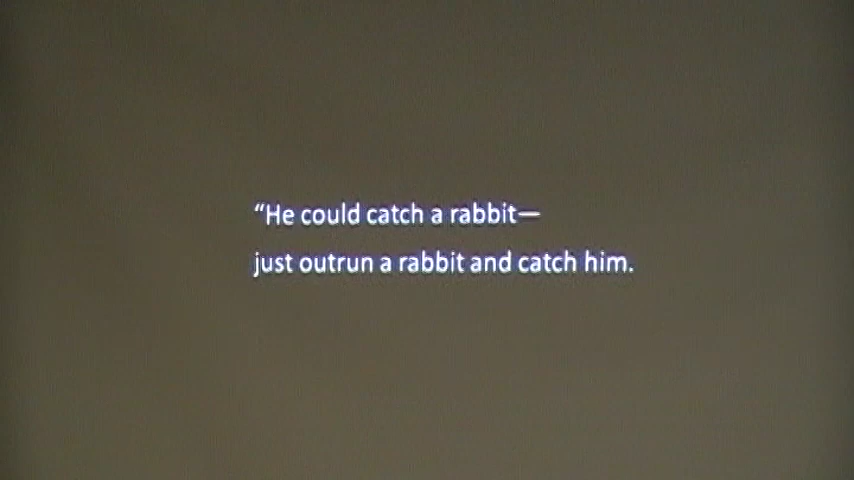 “He could catch a rabbit—
just outrun a rabbit and catch him.